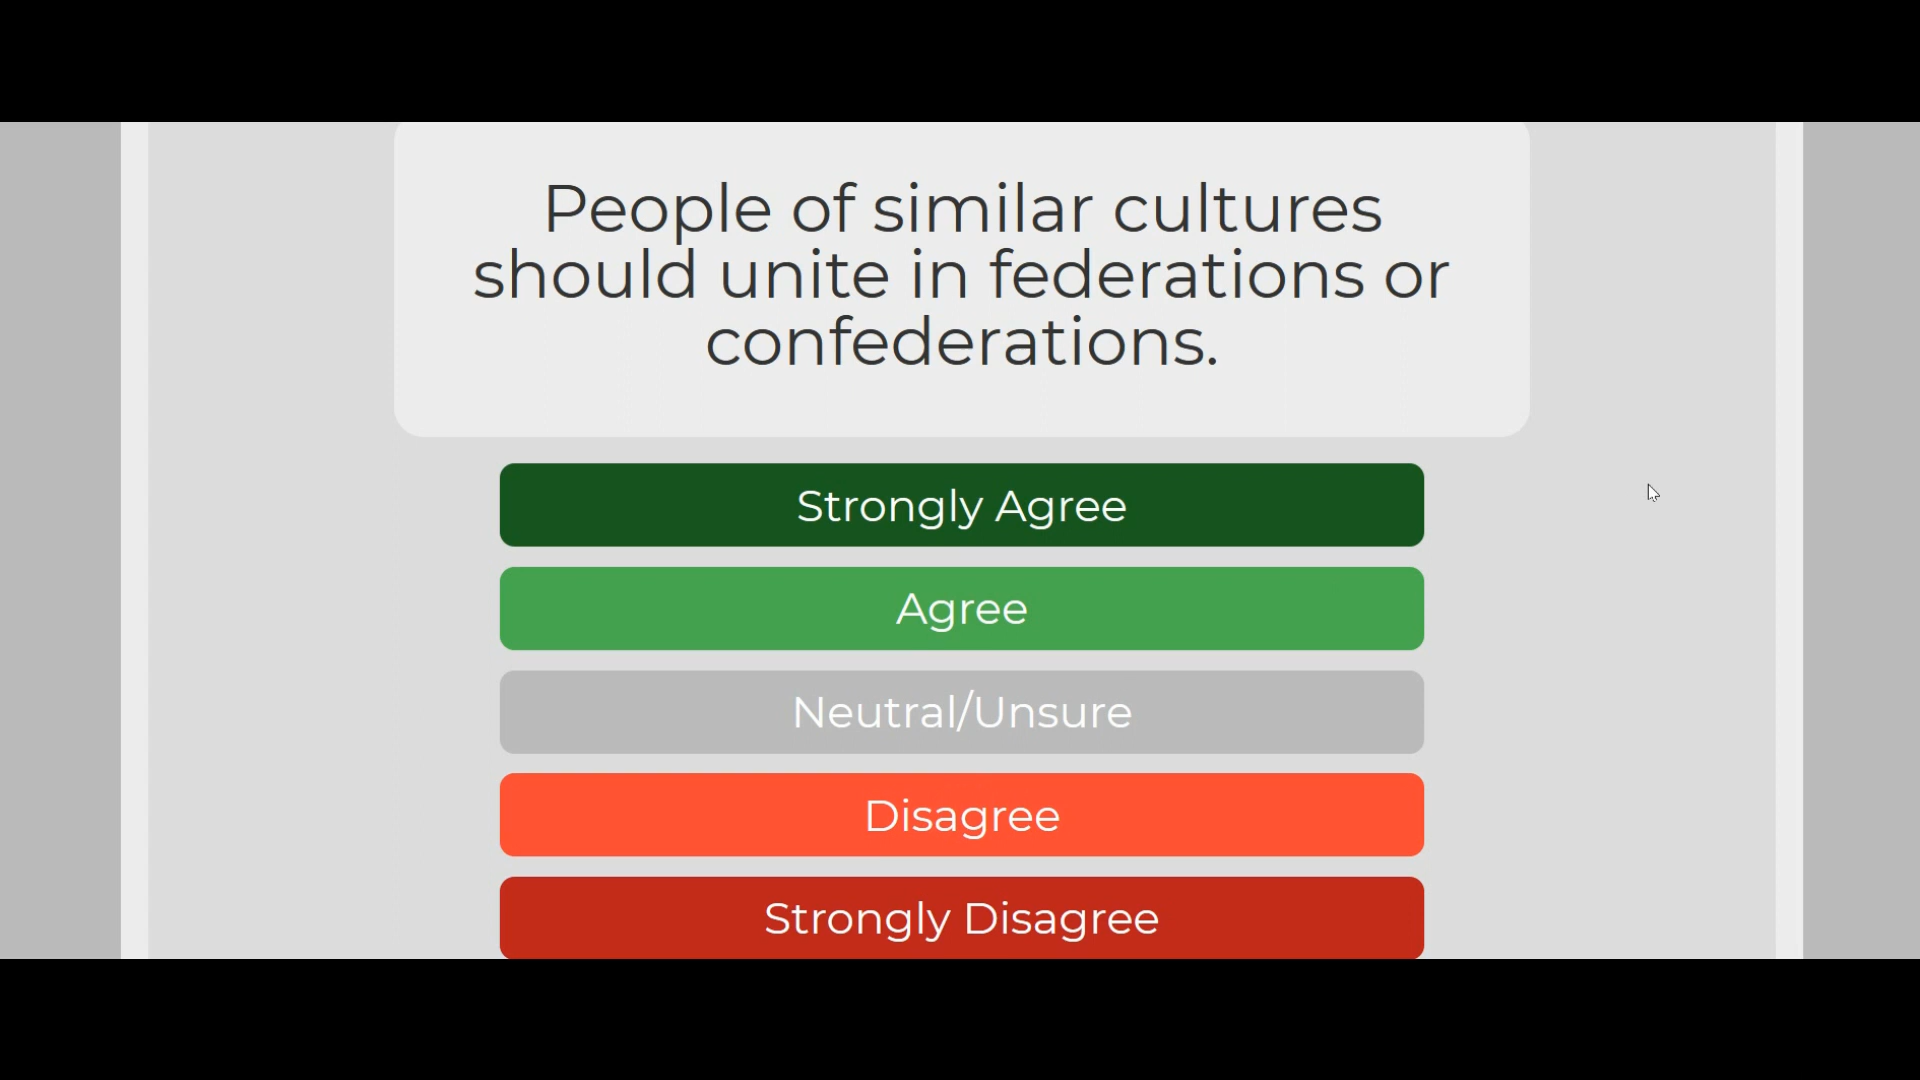 People of similar cultures
should unite in federations or
confederations.
Strongly Agree
Agree
Neutral/Unsure
Disagree
Strongly Disagree